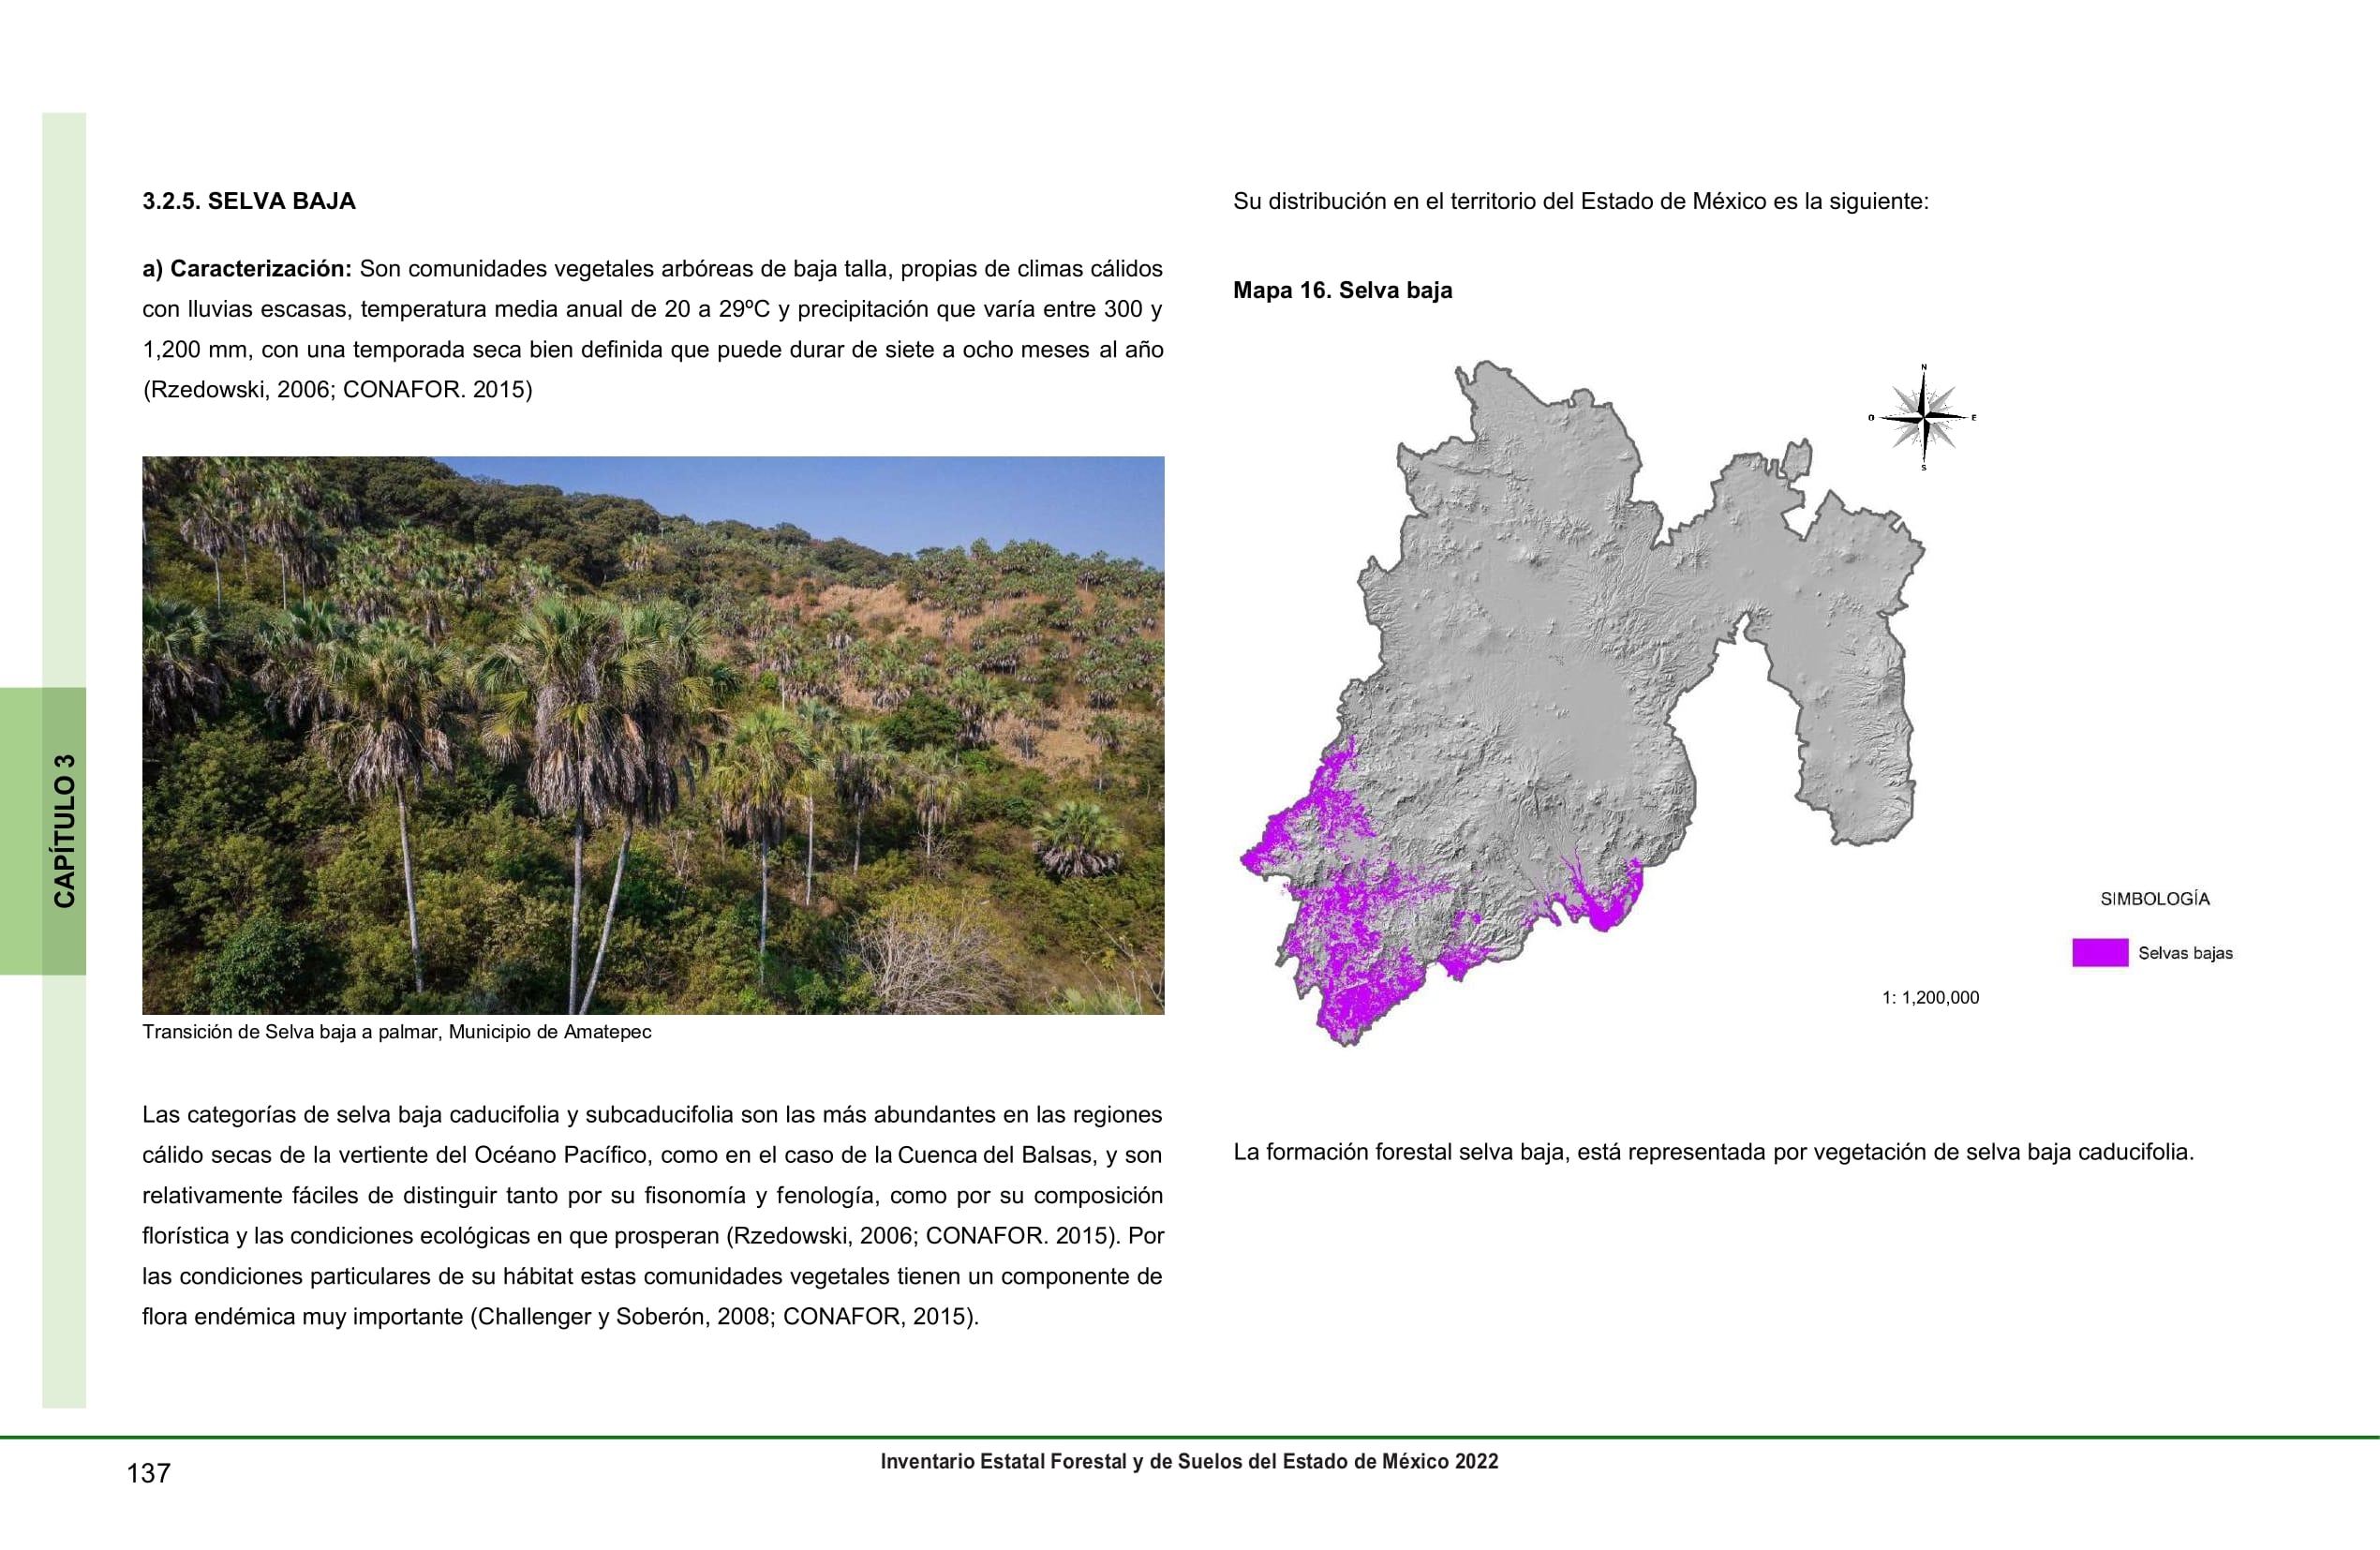 3.2.5. SELVA BAJA
a) Caracterización: Son comunidades vegetales arbóreas de baja talla, propias de climas cálidos
con lluvias escasas, temperatura media anual de 20 a 29ºC y precipitación que varía entre 300 y
1,200 mm, con una temporada seca bien definida que puede durar de siete a ocho meses al año
(Rzedowski, 2006; CONAFOR. 2015)
Transición de Selva baja a palmar, Municipio de Amatepec
Las categorías de selva baja caducifolia y subcaducifolia son las más abundantes en las regiones
cálido secas de la vertiente del Océano Pacífico, como en el caso de la Cuenca del Balsas, y son
relativamente fáciles de distinguir tanto por su fisonomía y fenología, como por su composición
florística y las condiciones ecológicas en que prosperan (Rzedowski, 2006; CONAFOR. 2015). Por
las condiciones particulares de su hábitat estas comunidades vegetales tienen un componente de
flora endémica muy importante (Challenger y Soberón, 2008; CONAFOR, 2015).
Su distribución en el territorio del Estado de México es la siguiente:
Mapa 16. Selva baja
N
O
E
S
SIMBOLOGÍA
Selvas bajas
1: 1,200,000
La formación forestal selva baja, está representada por vegetación de selva baja caducifolia.
CAPÍTULO 3
137
Inventario Estatal Forestal y de Suelos del Estado de México 2022